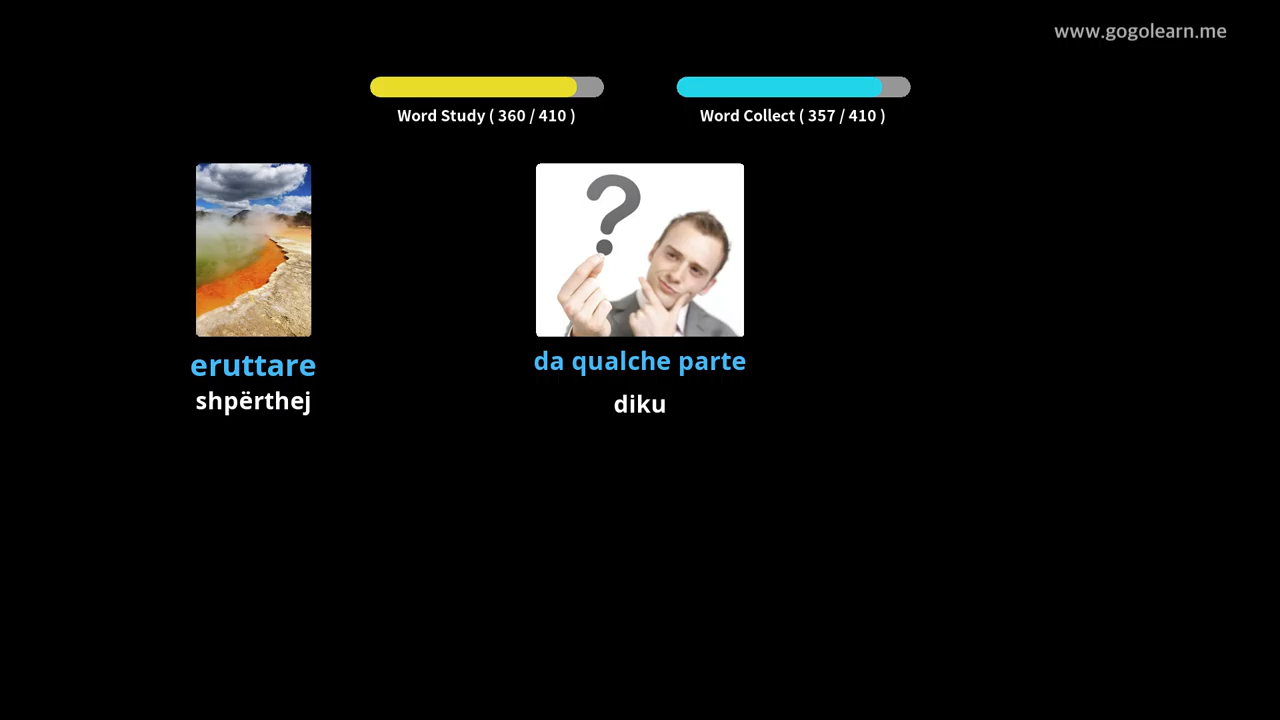 www.gogolearn.me
Word Study ( 360 / 410 )
Word Collect ( 357 / 410 )
eruttare
shpërthej
da qualche parte
diku